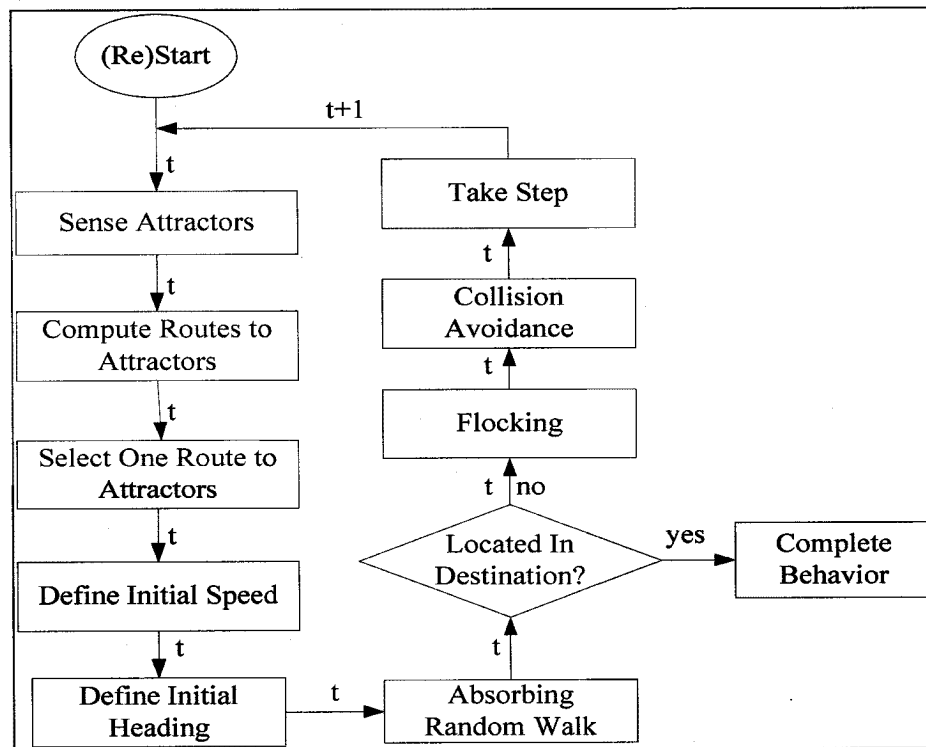 (Re)Start
t+1
t
Sense Attractors
t
Compute Routes to
Attractors
t
Select One Route to
Attractors
t
Define Initial Speed
t
Define Initial
Heading
t
Absorbing
Random Walk
t
Located In
Destination?
yes
Complete
Behavior
t no
Flocking
t
Collision
Avoidance
t
Take Step